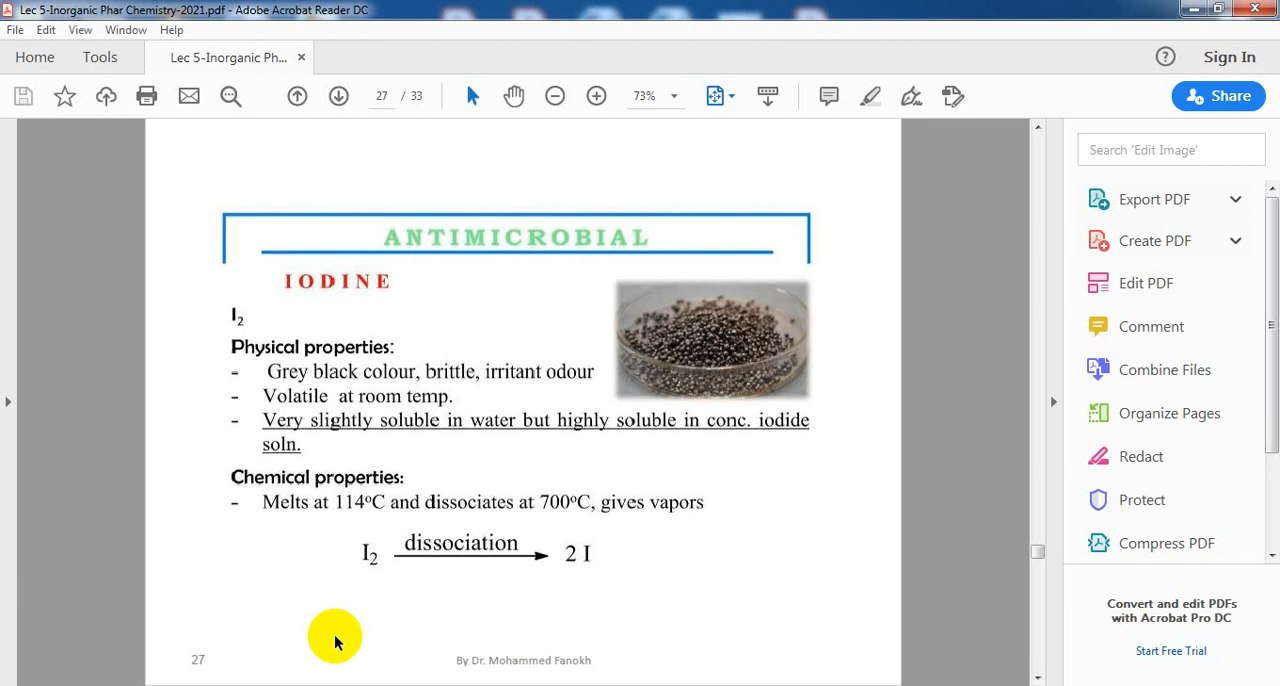 Lec 5-Inorganic Phar Chemistry-2021.pdf - Adobe Acrobat Reader DC
File Edit View Window Help
Home Tools Lec 5-Inorganic Ph... ×
? Sign In
27 / 33 73% Share
ANTIMICROBIAL
IODINE
I₂
Physical properties:
- Grey black colour, brittle, irritant odour
- Volatile at room temp.
- Very slightly soluble in water but highly soluble in conc. iodide
soln.
Chemical properties:
- Melts at 114°C and dissociates at 700°C, gives vapors
I₂ dissociation 2 I
27 By Dr. Mohammed Fanokh
Search 'Edit Image'
Export PDF
Create PDF
Edit PDF
Comment
Combine Files
Organize Pages
Redact
Protect
Compress PDF
Convert and edit PDFs
with Acrobat Pro DC
Start Free Trial